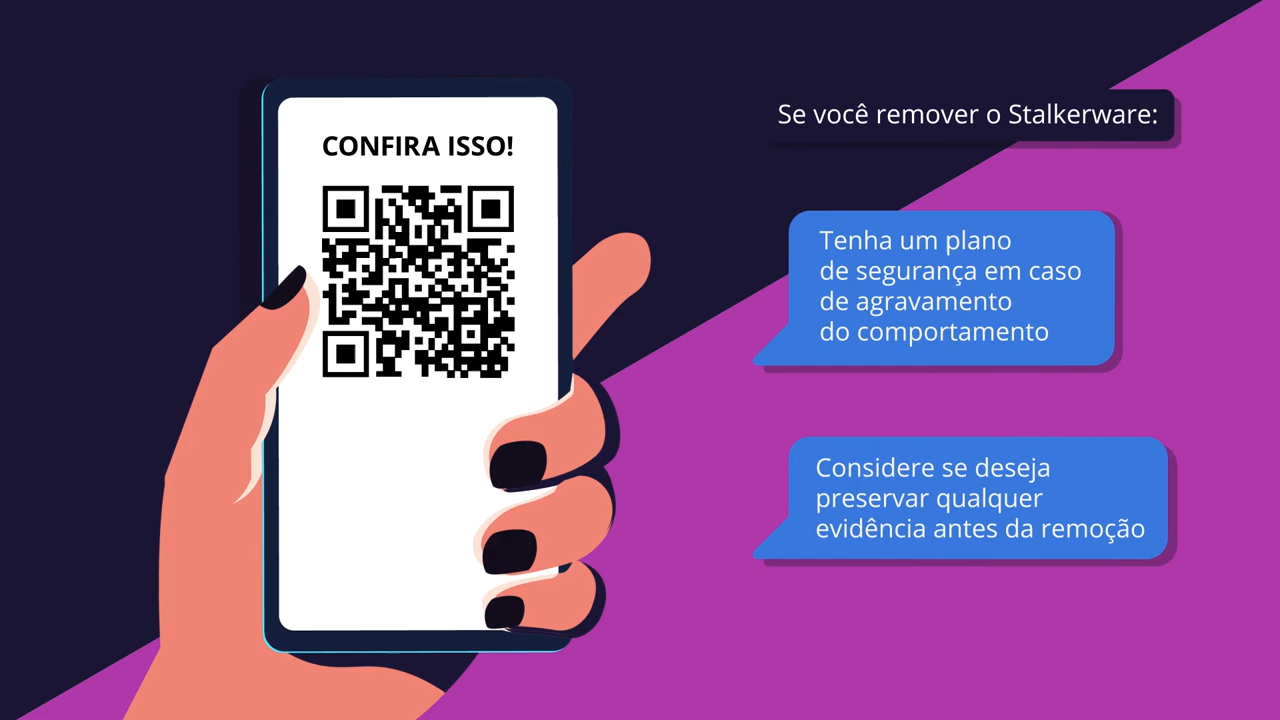 CONFIRA ISSO!
Se você remover o Stalkerware:
Tenha um plano
de segurança em caso
de agravamento
do comportamento
Considere se deseja
preservar qualquer
evidência antes da remoção